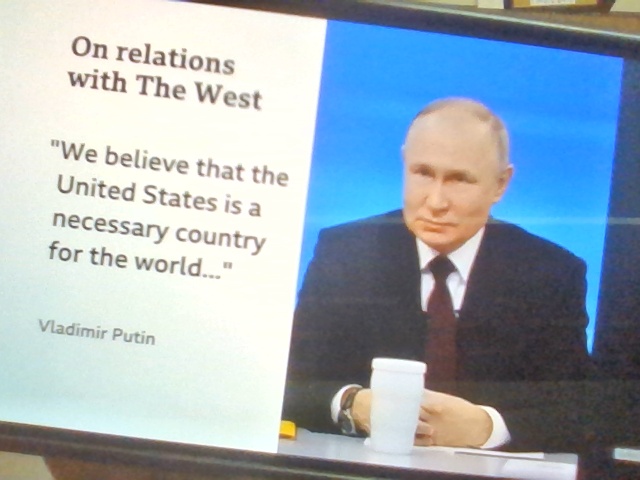 On relations
with The West
"We believe that the
United States is a
necessary country
for the world..."
Vladimir Putin